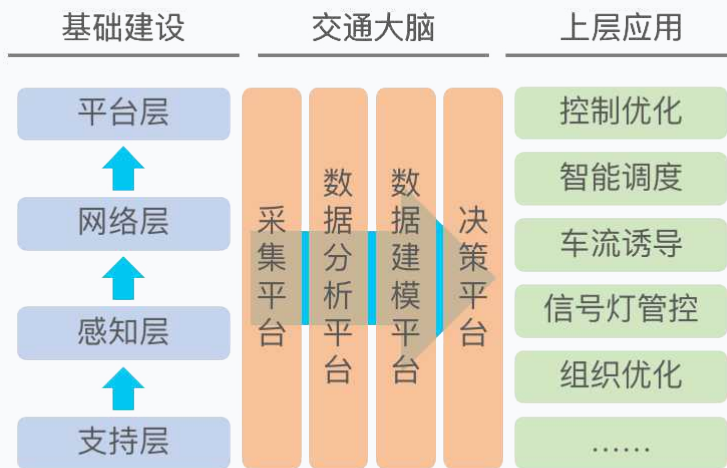 基础建设
交通大脑
上层应用
平台层
网络层
感知层
支持层
采集平台
数据分析平台
数据建模平台
决策平台
控制优化
智能调度
车流诱导
信号灯管控
组织优化
......